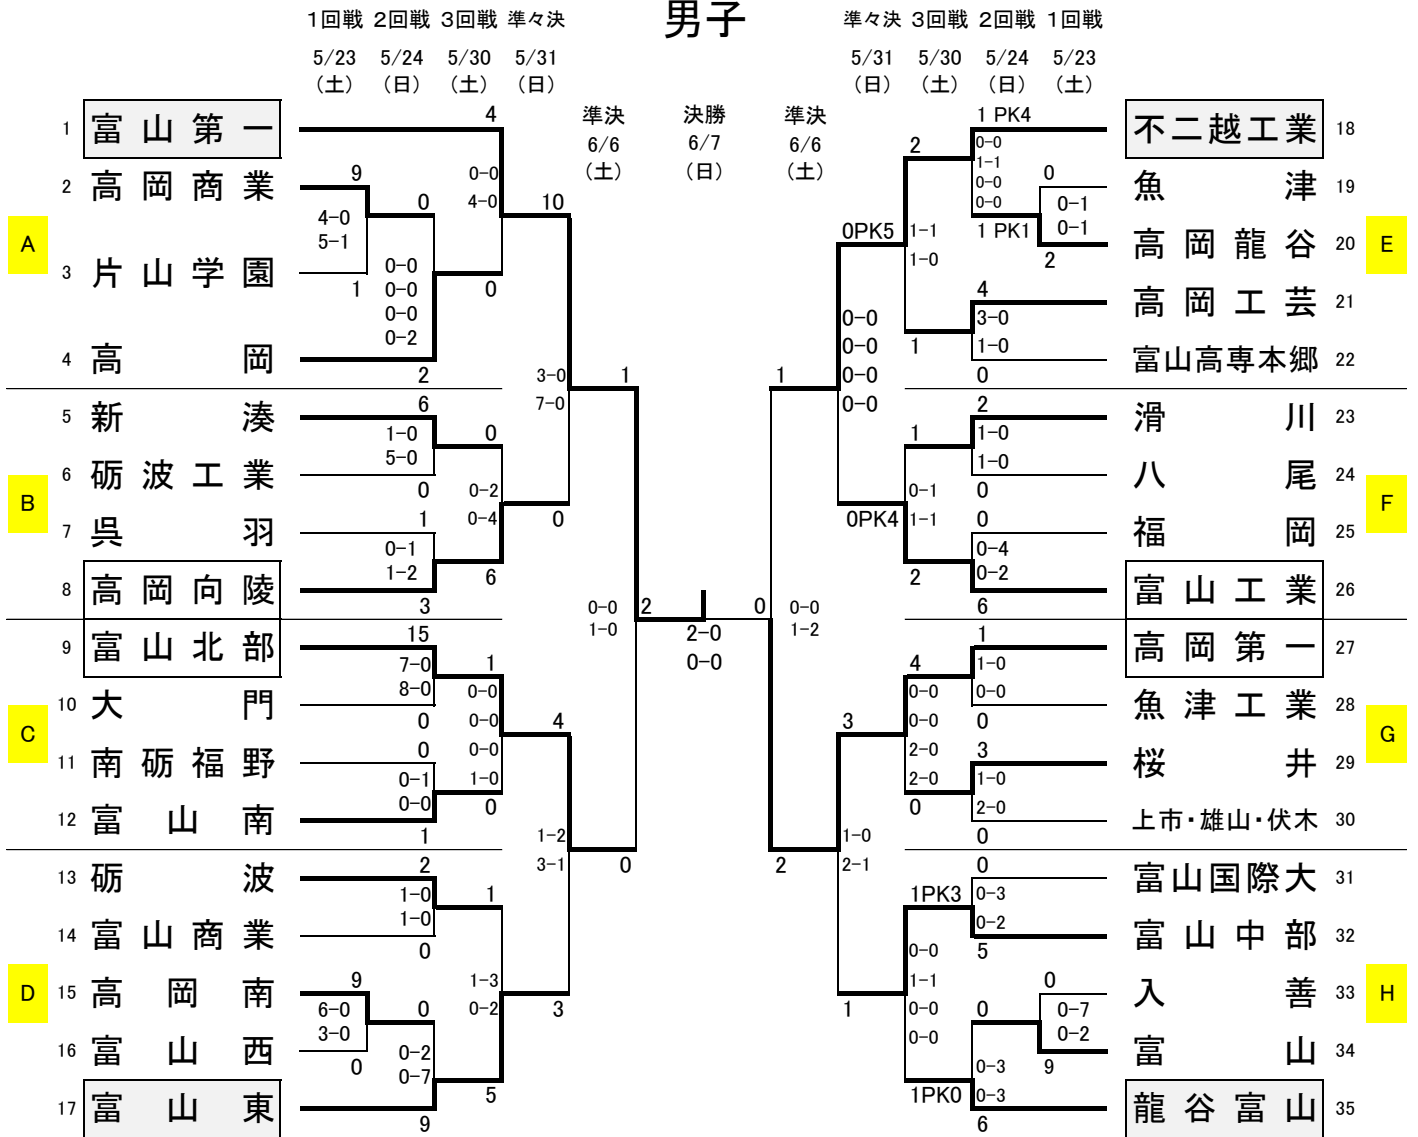 男子
1回戦 2回戦 3回戦 準々決
準々決 3回戦 2回戦 1回戦
5/23 5/24 5/30 5/31
5/31 5/30 5/24 5/23
(土) (日) (土) (日)
(日) (土) (日) (土)
準決 決勝 準決
6/6 6/7 6/6
(土) (日) (土)
A
1 富山第一
4
2 高岡商業
9
4-0
5-1
3 片山学園
1
0
0-0
0-0
0-0
0-2
4 高岡
2
0-0
4-0
0
10
B
5 新湊
6
1-0
5-0
6 砺波工業
0
0
7 呉羽
1
0-1
1-2
8 高岡向陵
3
0-2
0-4
6
0
3-0
7-0
1
C
9 富山北部
15
7-0
8-0
10 大門
0
1
0-0
0-0
0-0
1-0
11 南砺福野
0
0-1
0-0
12 富山南
1
0
4
D
13 砺波
2
1-0
1-0
14 富山商業
0
1
15 高岡南
9
6-0
3-0
16 富山西
0
0
0-2
0-7
17 富山東
9
1-3
0-2
5
3
1-2
3-1
0
0-0
1-0
2
2-0
0-0
0
0-0
1-2
E
不二越工業 18
1 PK4
0-0
1-1
0-0
0-0
1 PK1
魚津 19
0
0-1
0-1
高岡龍谷 20
2
2
1-1
1-0
高岡工芸 21
4
3-0
1-0
富山高専本郷 22
0
1
0PK5
0-0
0-0
0-0
0-0
0PK4
1
F
滑川 23
2
1-0
1-0
八尾 24
0
1
0-1
1-1
福岡 25
0
0-4
0-2
富山工業 26
6
2
G
高岡第一 27
1
1-0
0-0
魚津工業 28
0
4
0-0
0-0
2-0
2-0
桜井 29
3
1-0
2-0
上市・雄山・伏木 30
0
0
3
1-0
2-1
2
H
富山国際大 31
0
0-3
0-2
富山中部 32
5
1PK3
0-0
1-1
0-0
0-0
入善 33
0
0-7
0-2
富山 34
9
0
0-3
0-3
龍谷富山 35
6
1PK0
1